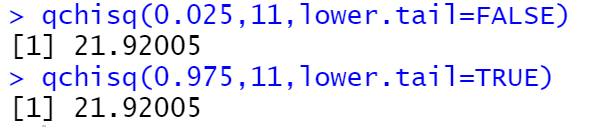 > qchisq(0.025,11,lower.tail=FALSE)
[1] 21.92005
> qchisq(0.975,11,lower.tail=TRUE)
[1] 21.92005